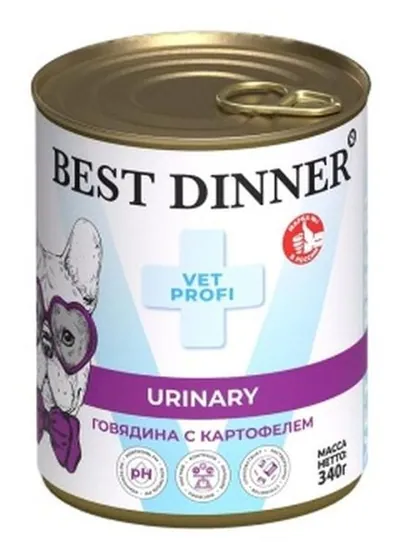 BEST DINNER
VET
PROFI
URINARY
ГОВЯДИНА С КАРТОФЕЛЕМ
pH
МАССА
НЕТТО:
340г